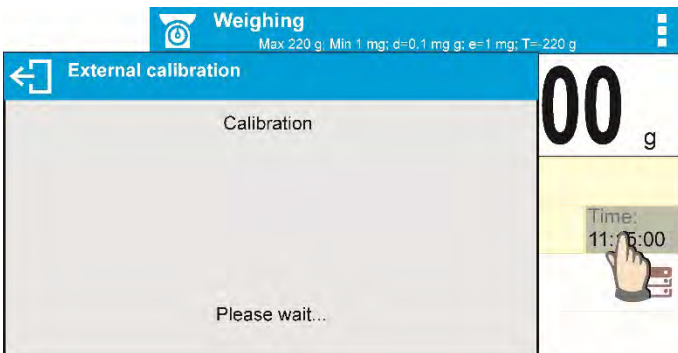 Weighing
Max 220 g; Min 1 mg; d=0.1 mg g; e=1 mg; T=-220 g
External calibration
Calibration
00 g
Time:
Please wait...